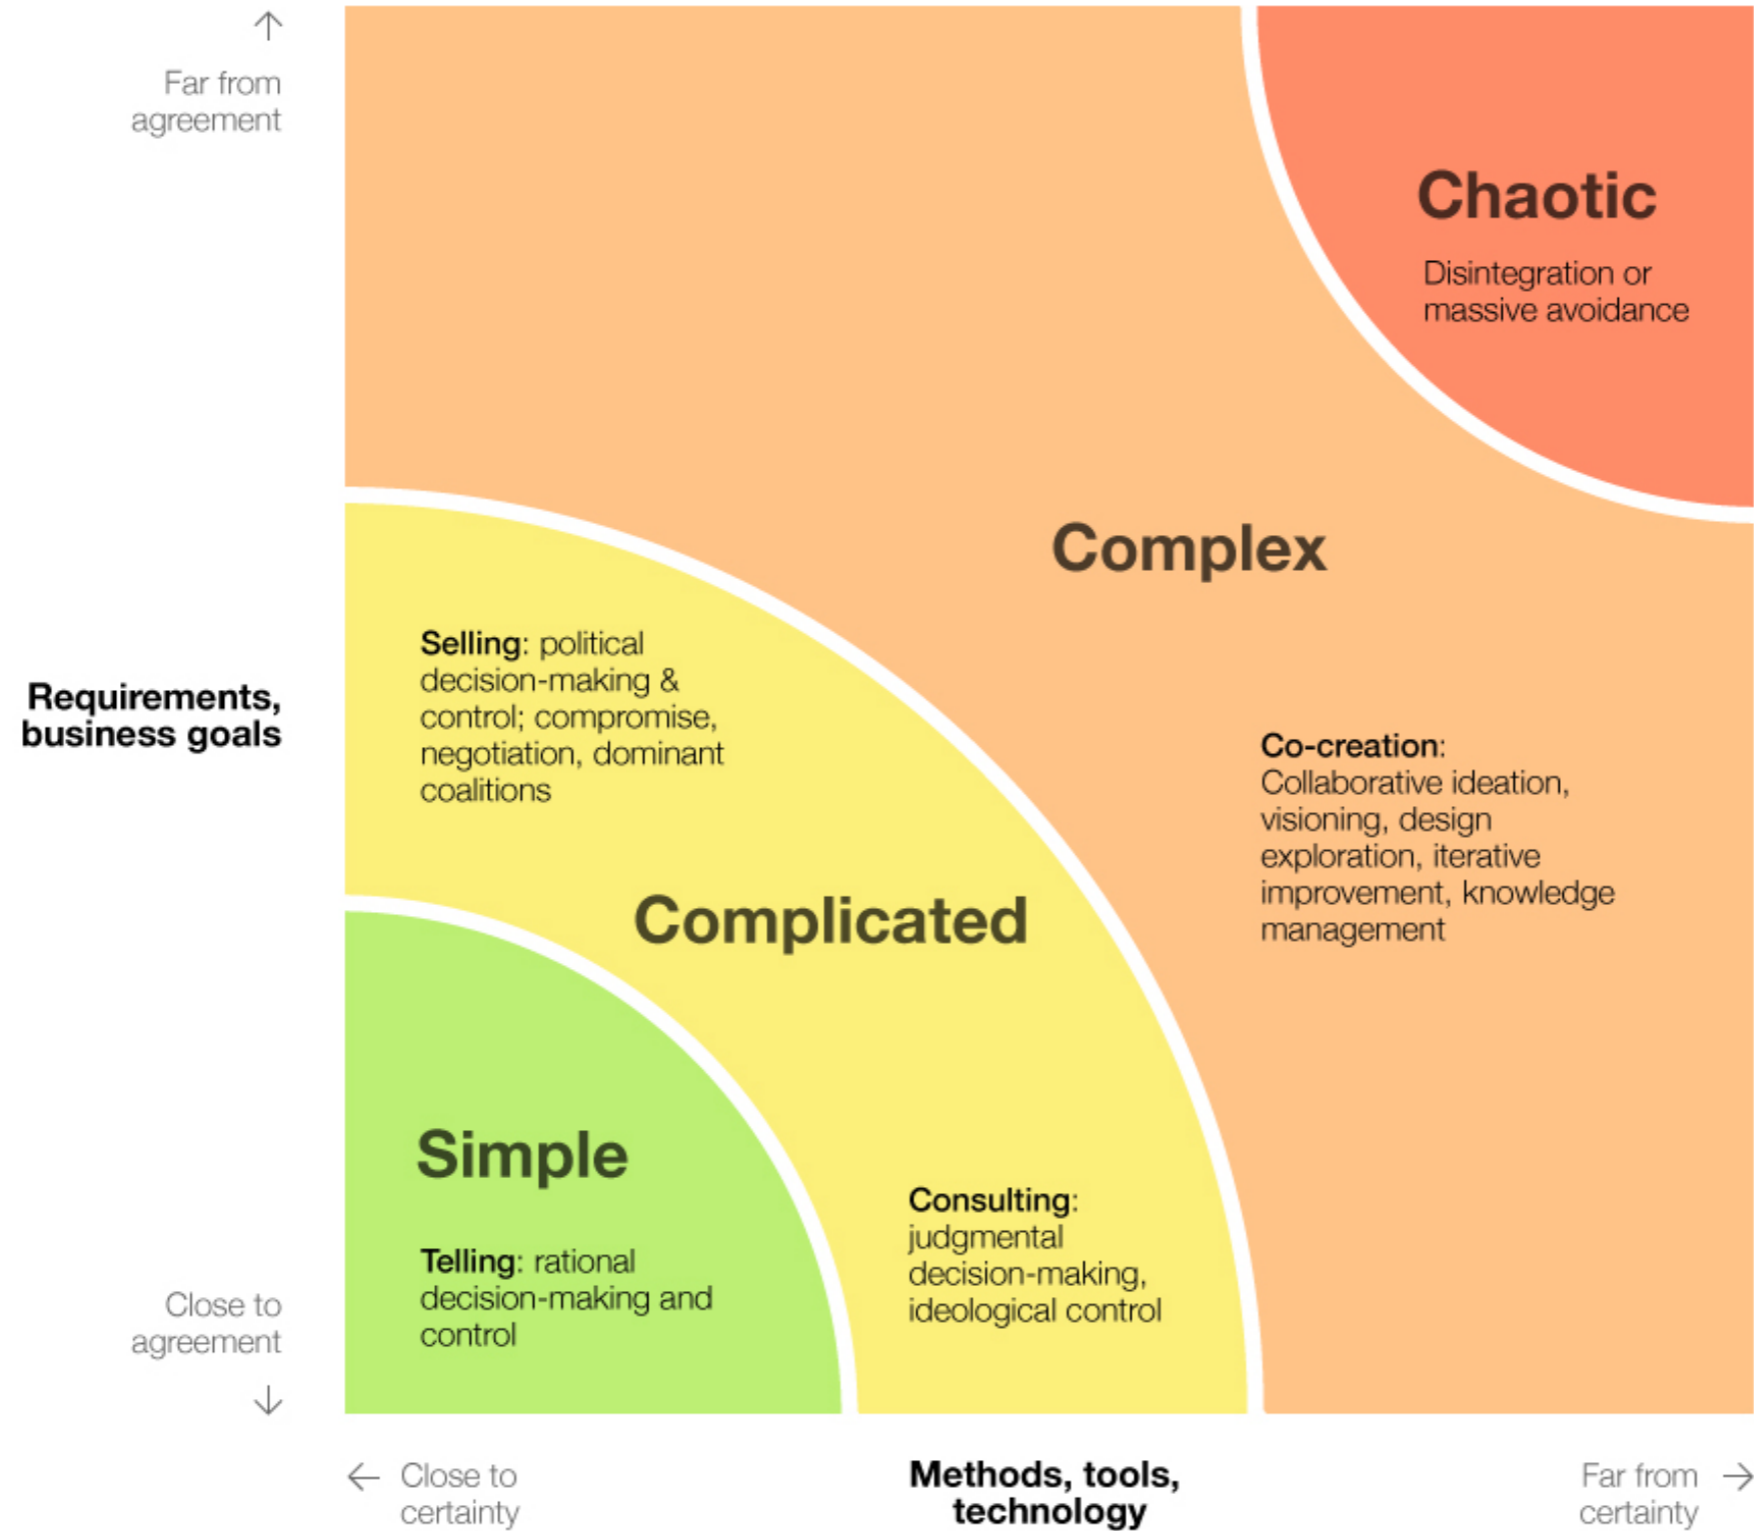 Far from
agreement
Chaotic
Disintegration or
massive avoidance
Complex
Selling: political
decision-making &
control; compromise,
negotiation, dominant
coalitions
Requirements,
business goals
Co-creation:
Collaborative ideation,
visioning, design
exploration, iterative
improvement, knowledge
management
Complicated
Simple
Telling: rational
decision-making and
control
Consulting:
judgmental
decision-making,
ideological control
Close to
agreement
Close to
certainty
Methods, tools,
technology
Far from
certainty